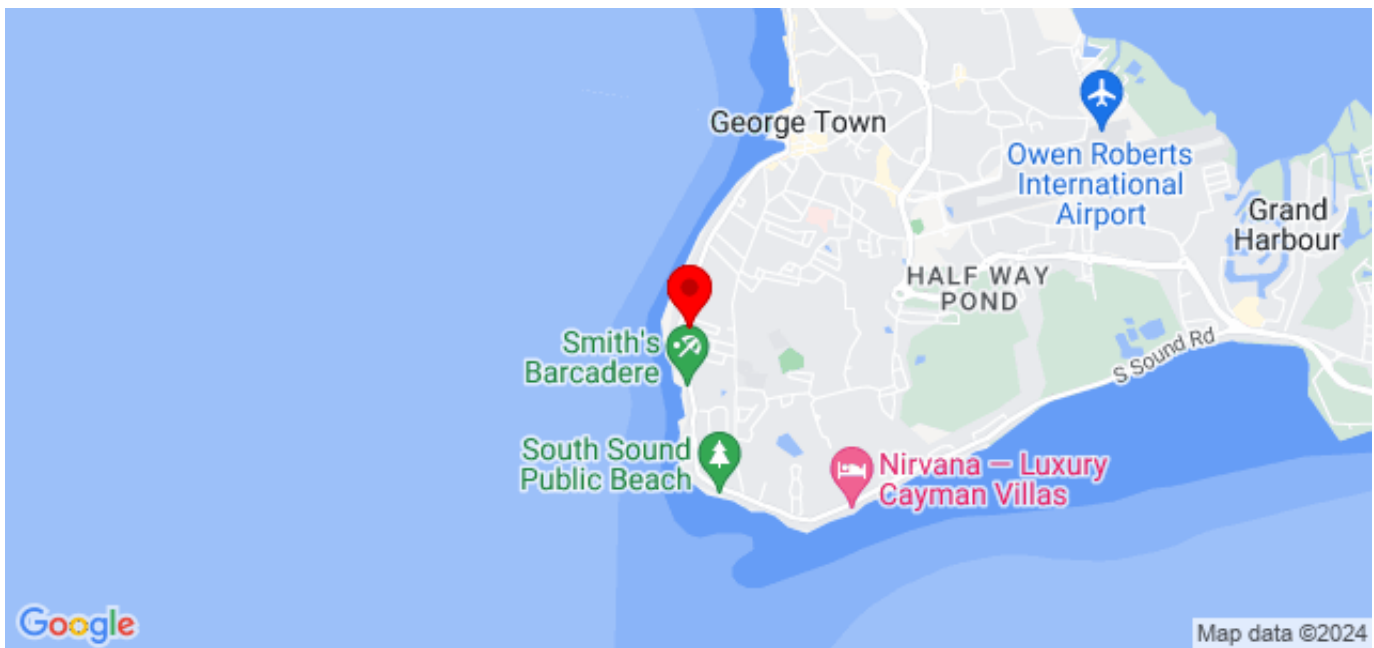 George Town
Owen Roberts
International
Airport
Grand
Harbour
HALF WAY
POND
Smith's
Barcadere
S Sound Rd
South Sound
Public Beach
Nirvana — Luxury
Cayman Villas
Google
Map data ©2024